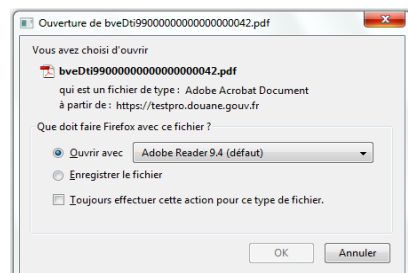 Ouverture de bveDti99000000000000000042.pdf
Vous avez choisi d'ouvrir
bveDti99000000000000000042.pdf
qui est un fichier de type : Adobe Acrobat Document
à partir de : https://testpro.douane.gouv.fr
Que doit faire Firefox avec ce fichier ?
Ouvrir avec Adobe Reader 9.4 (défaut)
Enregistrer le fichier
Toujours effectuer cette action pour ce type de fichier.
OK Annuler